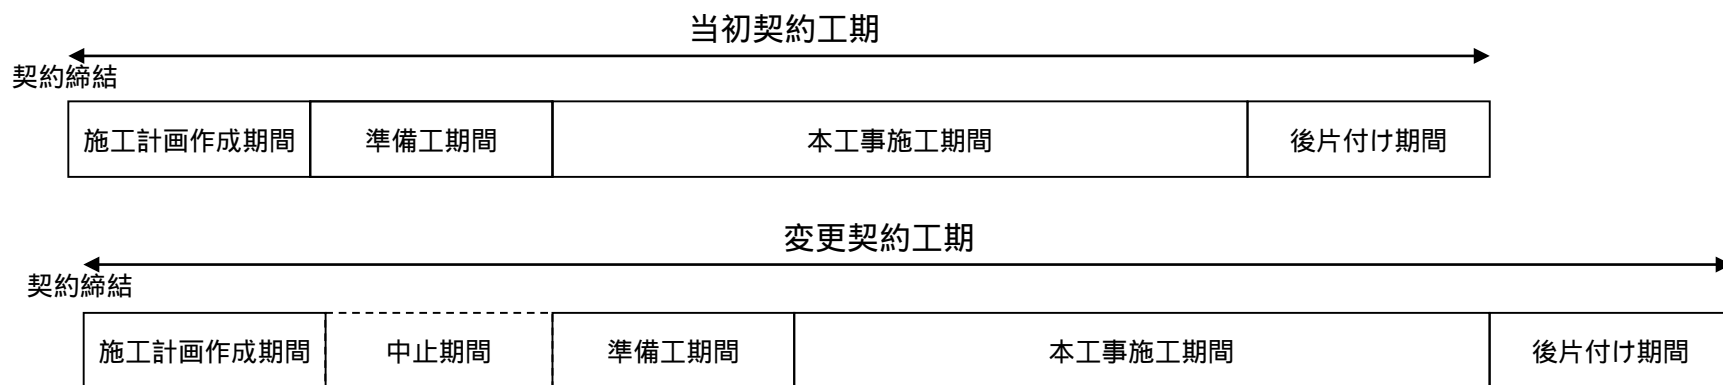 当初契約工期
契約締結
施工計画作成期間
準備工期間
本工事施工期間
後片付け期間
変更契約工期
契約締結
施工計画作成期間
中止期間
準備工期間
本工事施工期間
後片付け期間